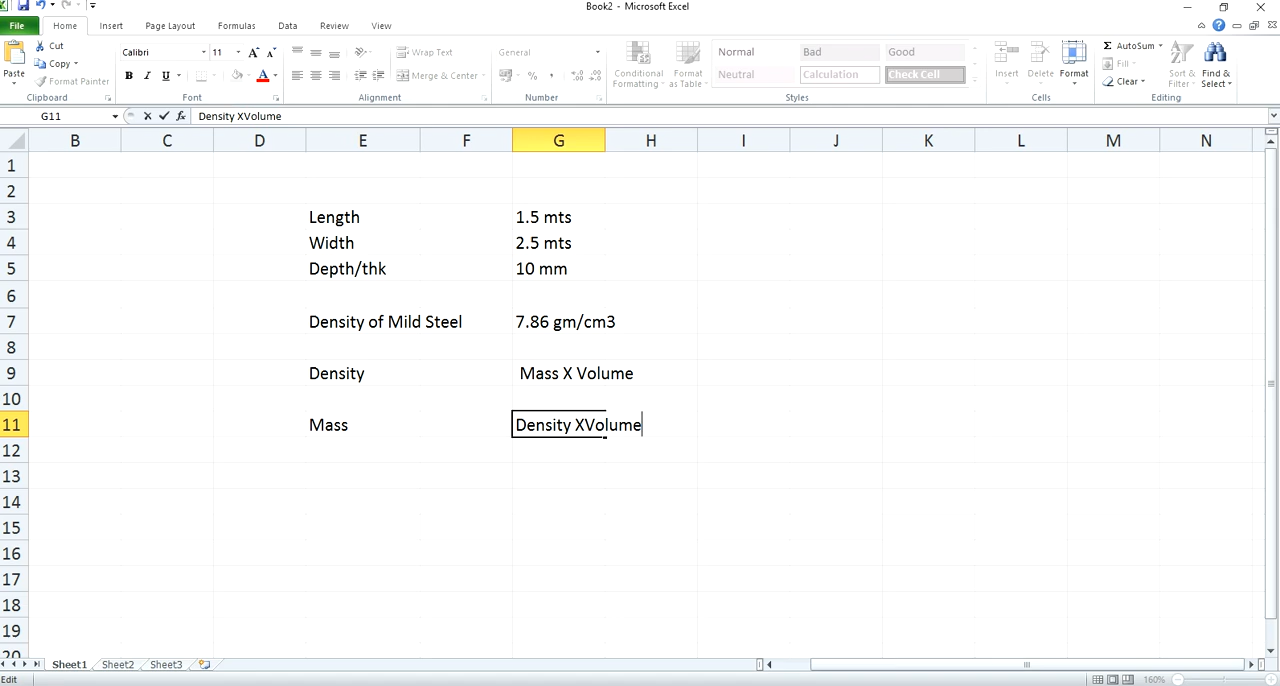 Book2 - Microsoft Excel
File Home Insert Page Layout Formulas Data Review View
Cut
Copy
Format Painter
Paste
Clipboard
Calibri 11
B I U
Font
Wrap Text
Merge & Center
Alignment
General
%
Number
Conditional Formatting
Format as Table
Normal Bad Good
Neutral Calculation Check Cell
Styles
Insert Delete Format
Cells
AutoSum
Fill
Clear
Sort & Filter
Find & Select
Editing
G11 fx Density XVolume
B C D E F G H I J K L M N
1
2
3 Length 1.5 mts
4 Width 2.5 mts
5 Depth/thk 10 mm
6
7 Density of Mild Steel 7.86 gm/cm3
8
9 Density Mass X Volume
10
11 Mass Density XVolume
12
13
14
15
16
17
18
19
20
Sheet1 Sheet2 Sheet3
Edit 160%